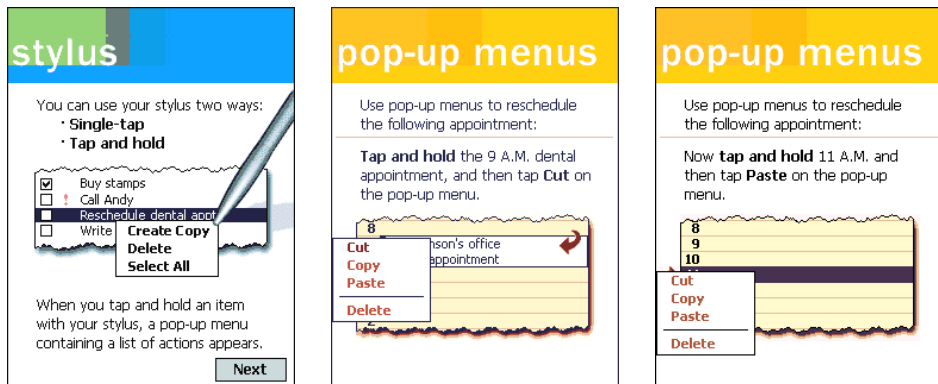 stylus
You can use your stylus two ways:
· Single-tap
· Tap and hold
Buy stamps
! Call Andy
Reschedule dental appt
Write
Create Copy
Delete
Select All
When you tap and hold an item
with your stylus, a pop-up menu
containing a list of actions appears.
Next
pop-up menus
Use pop-up menus to reschedule
the following appointment:
Tap and hold the 9 A.M. dental
appointment, and then tap Cut on
the pop-up menu.
8
nson's office
appointment
Cut
Copy
Paste
Delete
2
pop-up menus
Use pop-up menus to reschedule
the following appointment:
Now tap and hold 11 A.M. and
then tap Paste on the pop-up
menu.
8
9
10
Cut
Copy
Paste
Delete